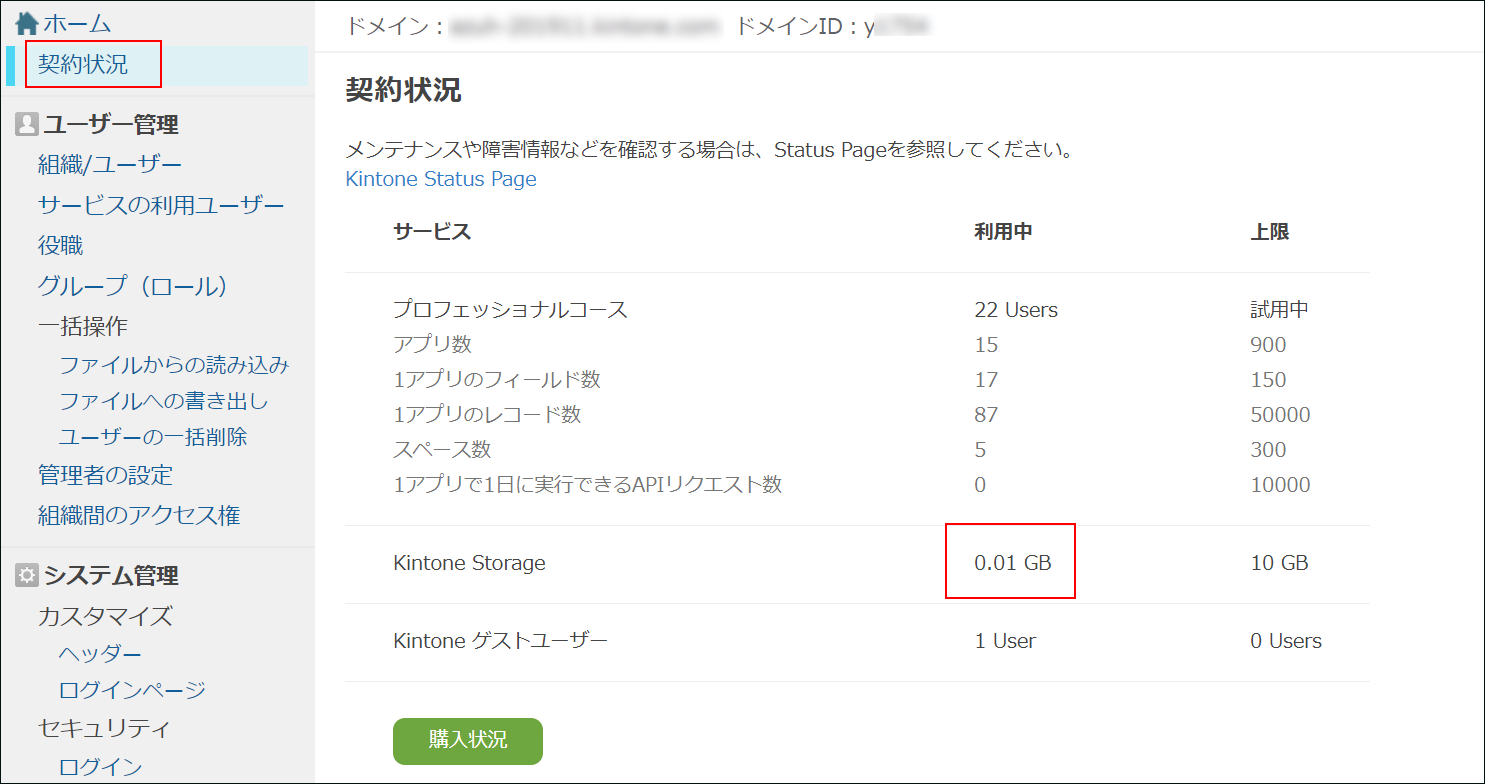 ホーム
契約状況
ユーザー管理
組織/ユーザー
サービスの利用ユーザー
役職
グループ（ロール）
一括操作
ファイルからの読み込み
ファイルへの書き出し
ユーザーの一括削除
管理者の設定
組織間のアクセス権
システム管理
カスタマイズ
ヘッダー
ログインページ
セキュリティ
ログイン
ドメイン： ドメインID：
契約状況
メンテナンスや障害情報などを確認する場合は、Status Pageを参照してください。
Kintone Status Page
サービス 利用中 上限
プロフェッショナルコース 22 Users 試用中
アプリ数 15 900
1アプリのフィールド数 17 150
1アプリのレコード数 87 50000
スペース数 5 300
1アプリで1日に実行できるAPIリクエスト数 0 10000
Kintone Storage 0.01 GB 10 GB
Kintone ゲストユーザー 1 User 0 Users
購入状況